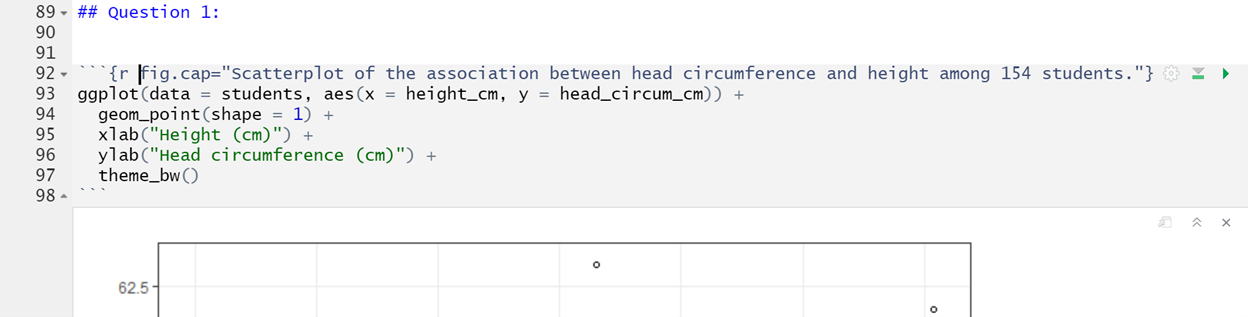 89 ## Question 1:
90
91
92 ```{r fig.cap="Scatterplot of the association between head circumference and height among 154 students."}
93 ggplot(data = students, aes(x = height_cm, y = head_circum_cm)) +
94   geom_point(shape = 1) +
95   xlab("Height (cm)") +
96   ylab("Head circumference (cm)") +
97   theme_bw()
98 ```
62.5